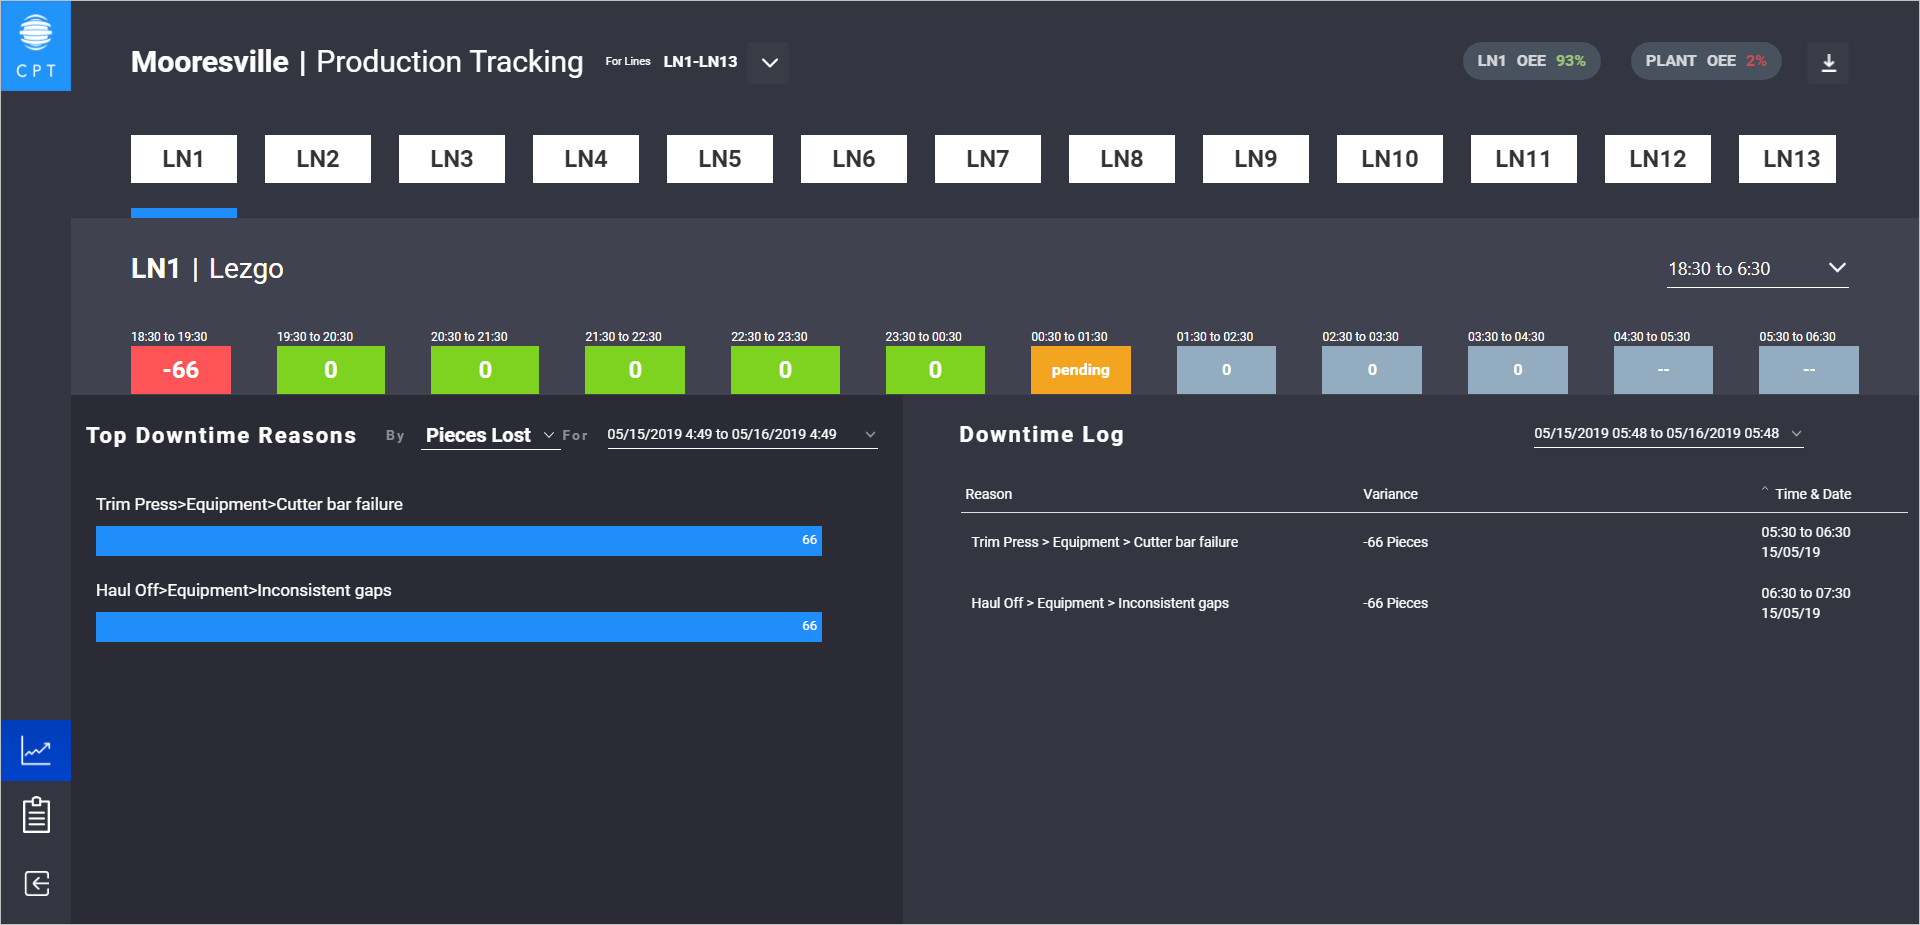 CPT
Mooresville | Production Tracking For Lines LN1-LN13
LN1 OEE 93% PLANT OEE 2%
LN1 LN2 LN3 LN4 LN5 LN6 LN7 LN8 LN9 LN10 LN11 LN12 LN13
LN1 | Lezgo 18:30 to 6:30
18:30 to 19:30 19:30 to 20:30 20:30 to 21:30 21:30 to 22:30 22:30 to 23:30 23:30 to 00:30 00:30 to 01:30 01:30 to 02:30 02:30 to 03:30 03:30 to 04:30 04:30 to 05:30 05:30 to 06:30
-66 0 0 0 0 0 pending 0 0 0 -- --
Top Downtime Reasons By Pieces Lost For 05/15/2019 4:49 to 05/16/2019 4:49
Trim Press>Equipment>Cutter bar failure
66
Haul Off>Equipment>Inconsistent gaps
66
Downtime Log 05/15/2019 05:48 to 05/16/2019 05:48
Reason Variance Time & Date
Trim Press > Equipment > Cutter bar failure -66 Pieces 05:30 to 06:30
15/05/19
Haul Off > Equipment > Inconsistent gaps -66 Pieces 06:30 to 07:30
15/05/19